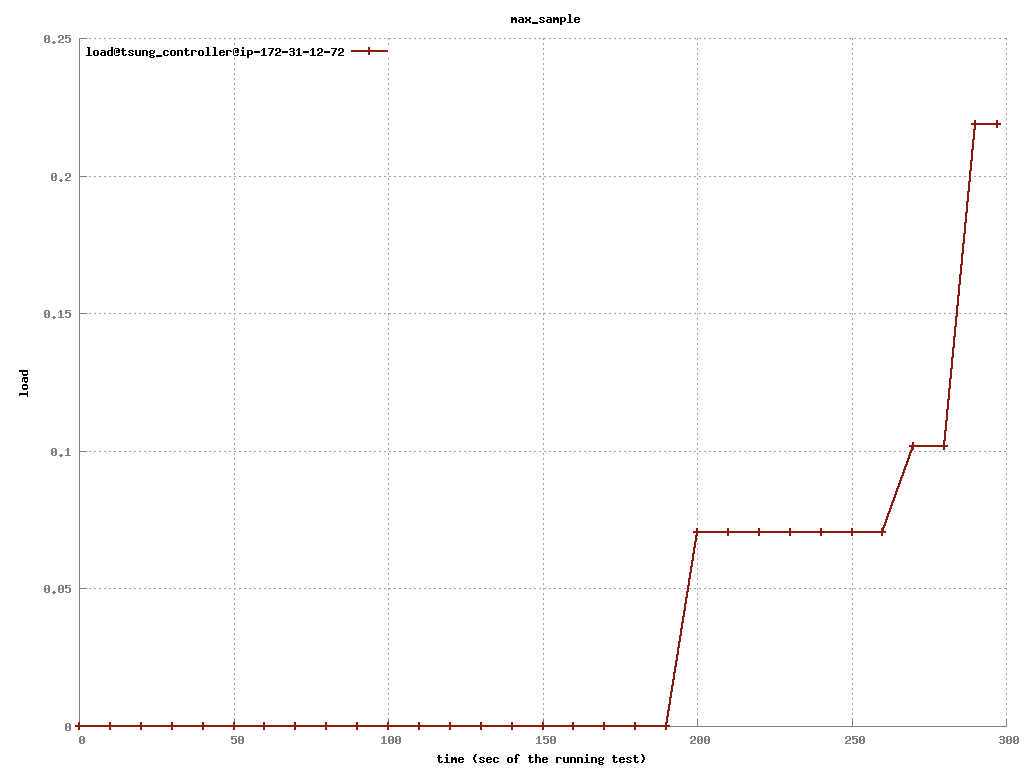 max_sample
load@tsung_controller@ip-172-31-12-72
0.25
0.2
0.15
0.1
0.05
0
load
0 50 100 150 200 250 300
time (sec of the running test)